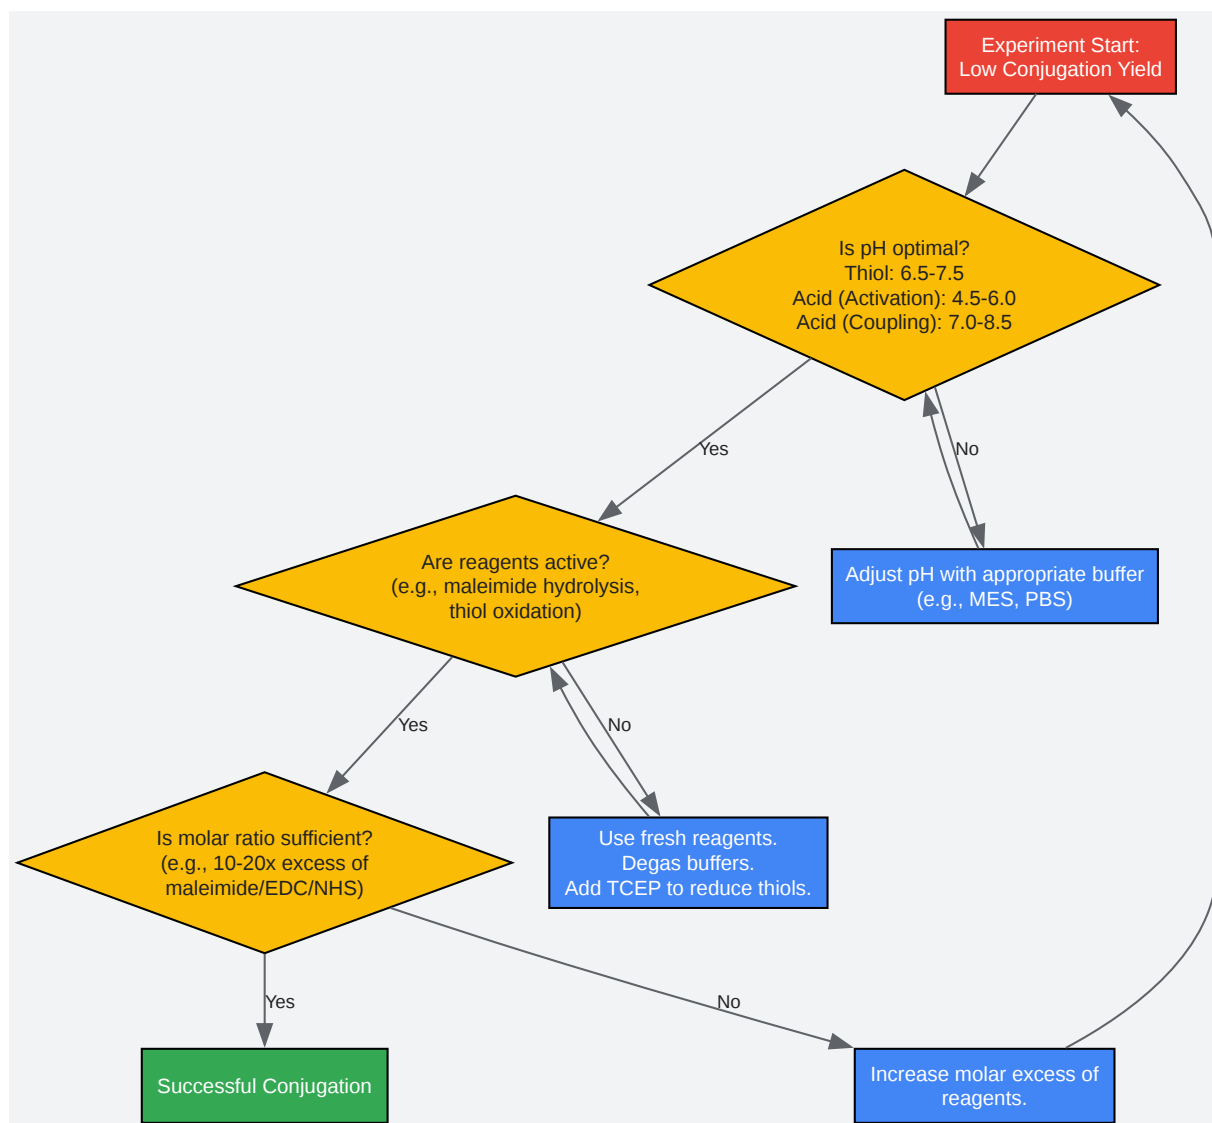 Experiment Start:
Low Conjugation Yield
Is pH optimal?
Thiol: 6.5-7.5
Acid (Activation): 4.5-6.0
Acid (Coupling): 7.0-8.5
Yes
No
Adjust pH with appropriate buffer
(e.g., MES, PBS)
Are reagents active?
(e.g., maleimide hydrolysis,
thiol oxidation)
Yes
No
Use fresh reagents.
Degas buffers.
Add TCEP to reduce thiols.
Is molar ratio sufficient?
(e.g., 10-20x excess of
maleimide/EDC/NHS)
Yes
No
Successful Conjugation
Increase molar excess of
reagents.